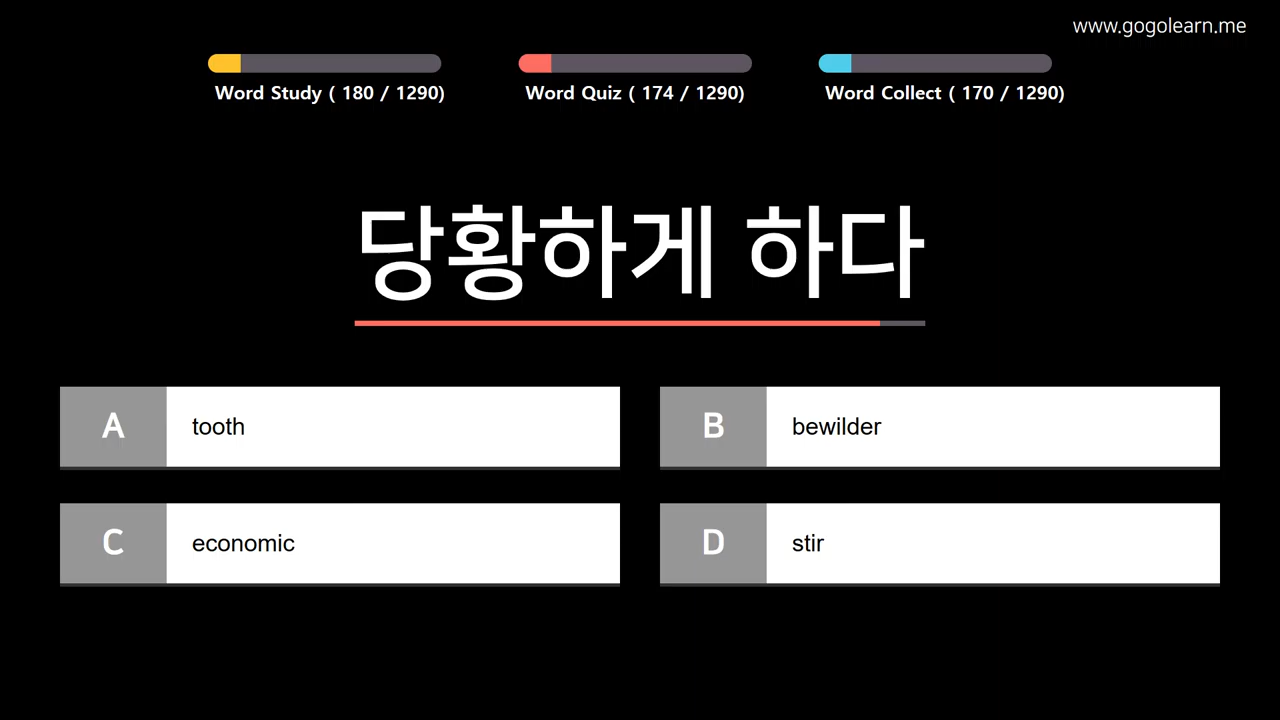 www.gogolearn.me
Word Study ( 180 / 1290)
Word Quiz ( 174 / 1290)
Word Collect ( 170 / 1290)
당황하게 하다
A
tooth
B
bewilder
C
economic
D
stir